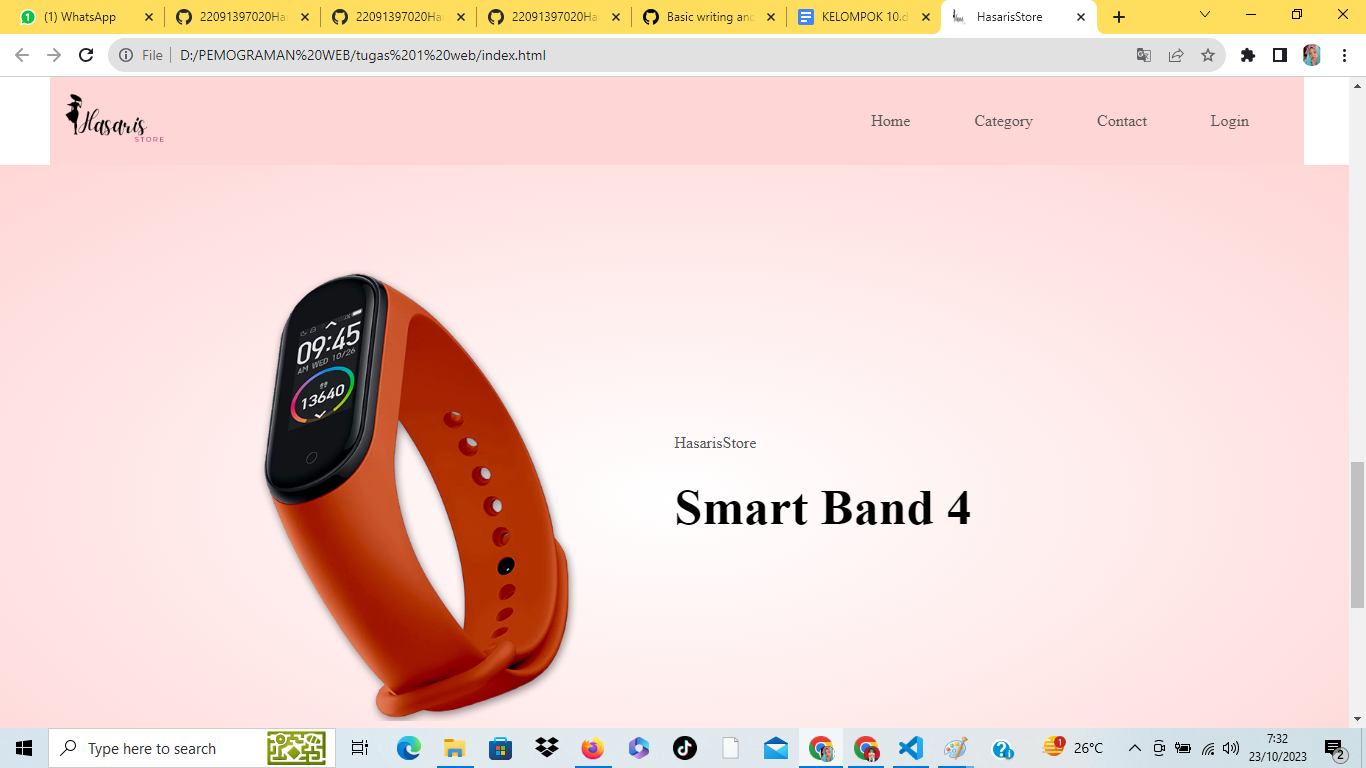 (1) WhatsApp
22091397020Ha
22091397020Ha
22091397020Ha
Basic writing and
KELOMPOK 10.d
HasarisStore
File
D:/PEMOGRAMAN%20WEB/tugas%201%20web/index.html
Hasaris
STORE
Home
Category
Contact
Login
09:45
AM WED 10/26
13640
HasarisStore
Smart Band 4
Type here to search
1
26°C
7:32
23/10/2023
2